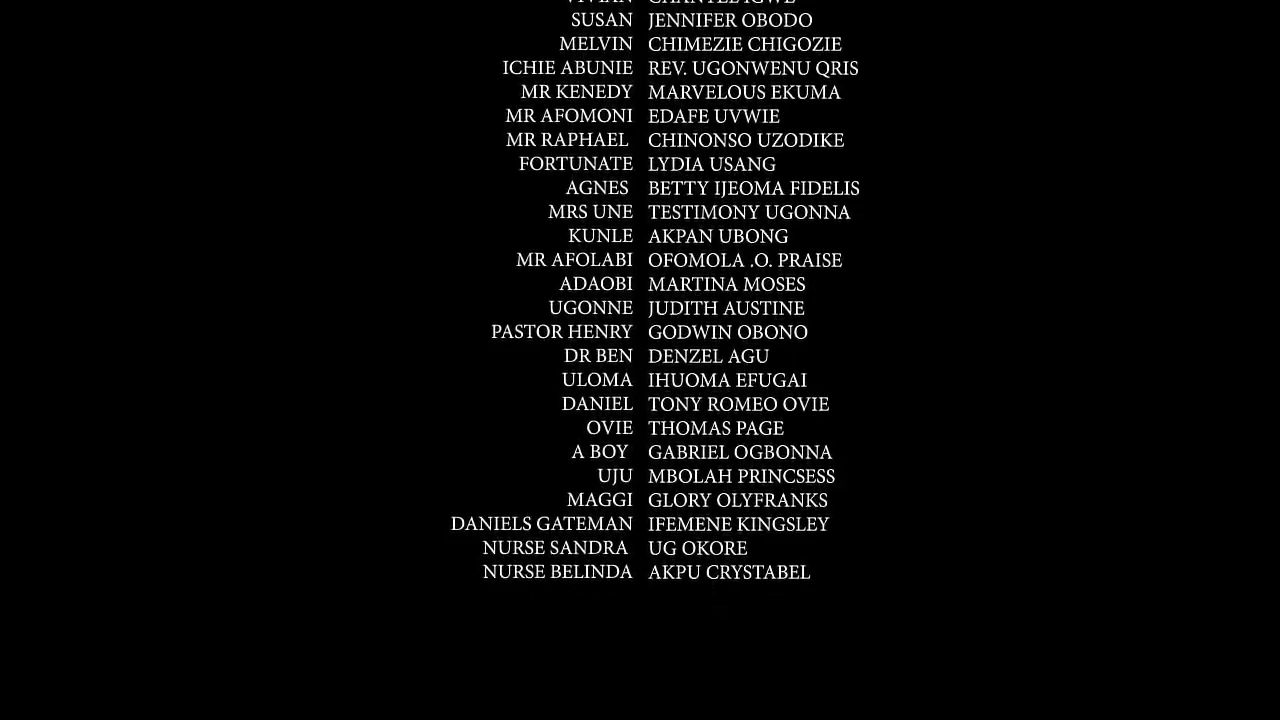 SUSAN JENNIFER OBODO
MELVIN CHIMEZIE CHIGOZIE
ICHIE ABUNIE REV. UGONWENU QRIS
MR KENEDY MARVELOUS EKUMA
MR AFOMONI EDAFE UVWIE
MR RAPHAEL CHINONSO UZODIKE
FORTUNATE LYDIA USANG
AGNES BETTY IJEOMA FIDELIS
MRS UNE TESTIMONY UGONNA
KUNLE AKPAN UBONG
MR AFOLABI OFOMOLA .O. PRAISE
ADAOBI MARTINA MOSES
UGONNE JUDITH AUSTINE
PASTOR HENRY GODWIN OBONO
DR BEN DENZEL AGU
ULOMA IHUOMA EFUGAI
DANIEL TONY ROMEO OVIE
OVIE THOMAS PAGE
A BOY GABRIEL OGBONNA
UJU MBOLAH PRINCSESS
MAGGI GLORY OLYFRANKS
DANIELS GATEMAN IFEMENE KINGSLEY
NURSE SANDRA UG OKORE
NURSE BELINDA AKPU CRYSTABEL